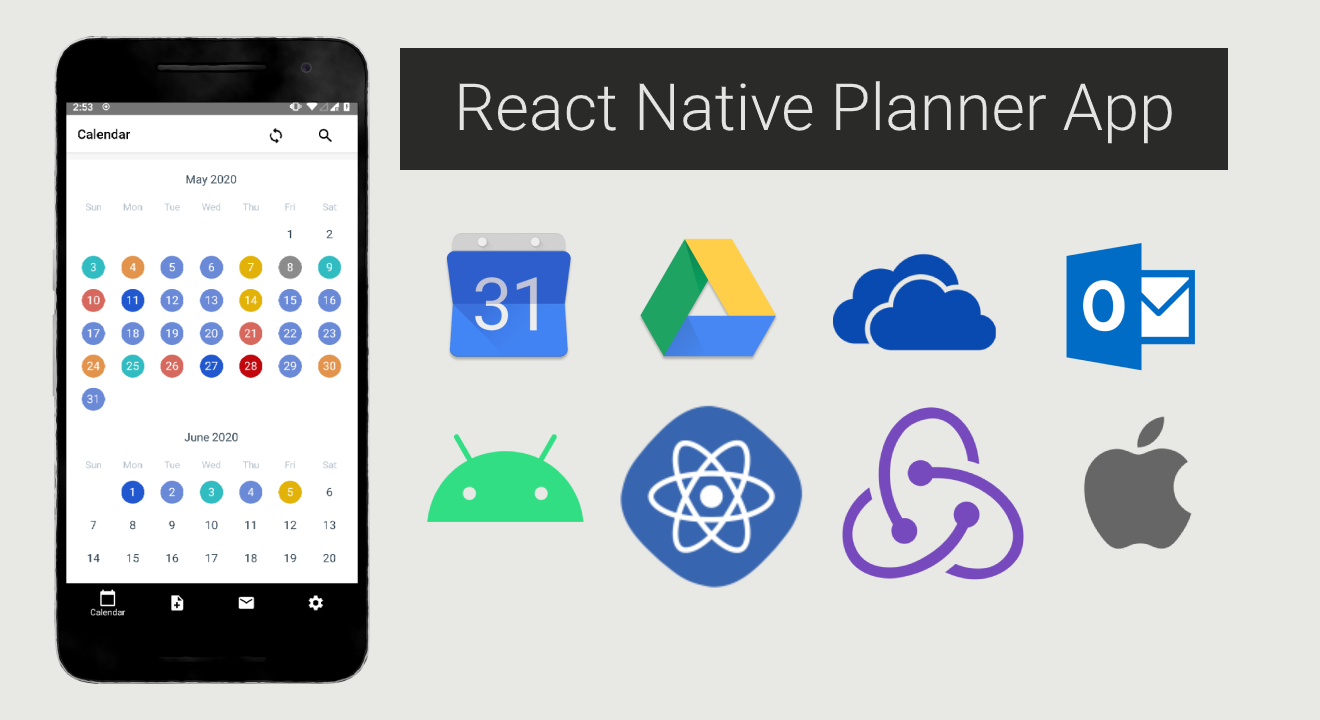 React Native Planner App
2:53
Calendar
May 2020
Sun Mon Tue Wed Thu Fri Sat
1 2
3 4 5 6 7 8 9
10 11 12 13 14 15 16
17 18 19 20 21 22 23
24 25 26 27 28 29 30
31
June 2020
Sun Mon Tue Wed Thu Fri Sat
1 2 3 4 5 6
7 8 9 10 11 12 13
14 15 16 17 18 19 20
Calendar
31
O